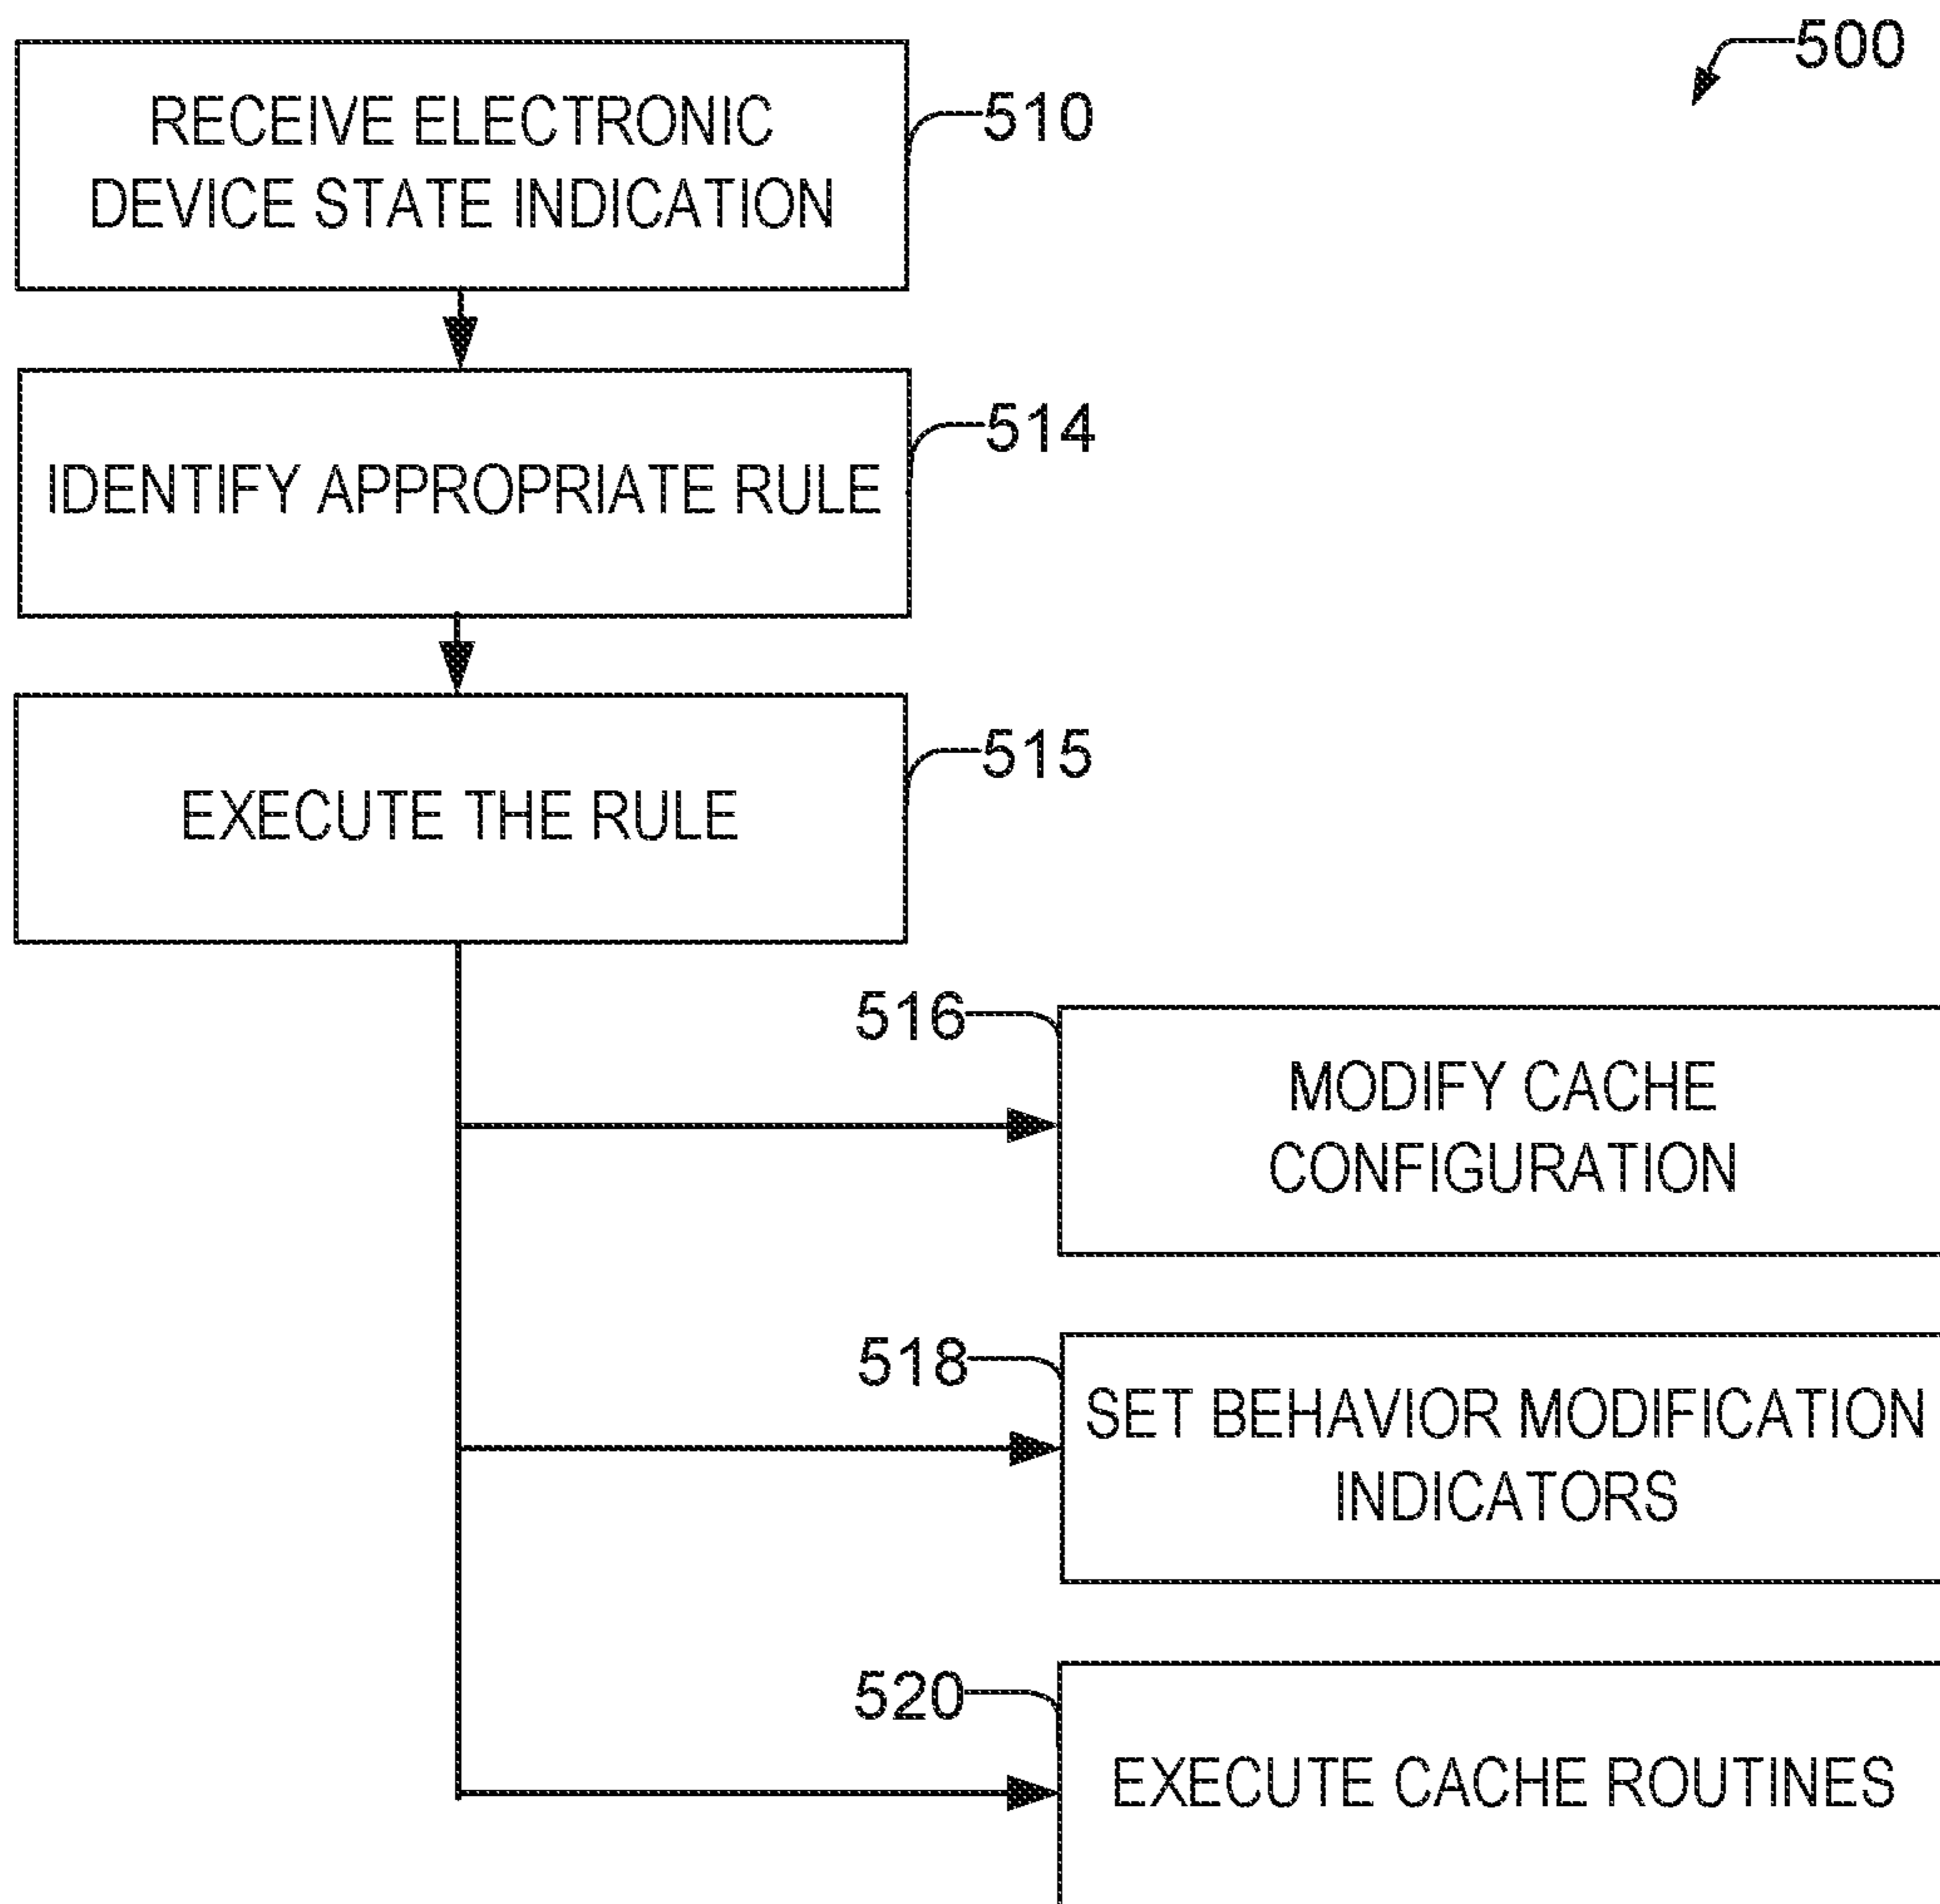 500
RECEIVE ELECTRONIC
DEVICE STATE INDICATION
510
IDENTIFY APPROPRIATE RULE
514
EXECUTE THE RULE
515
516
MODIFY CACHE
CONFIGURATION
518
SET BEHAVIOR MODIFICATION
INDICATORS
520
EXECUTE CACHE ROUTINES